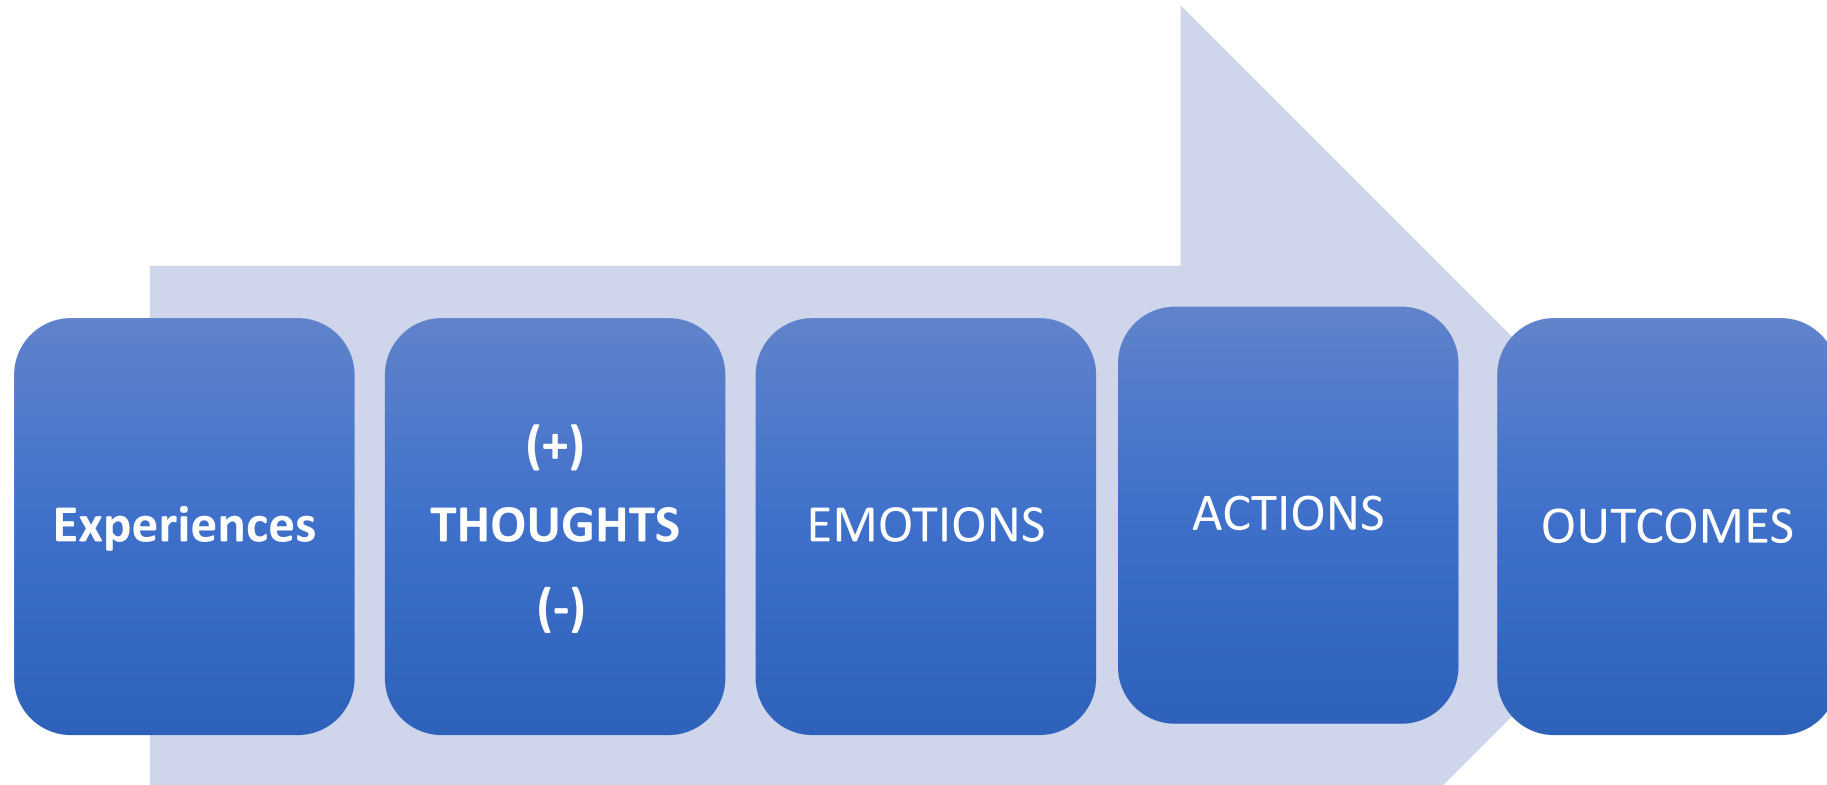 Experiences
(+)
THOUGHTS
(-)
EMOTIONS
ACTIONS
OUTCOMES